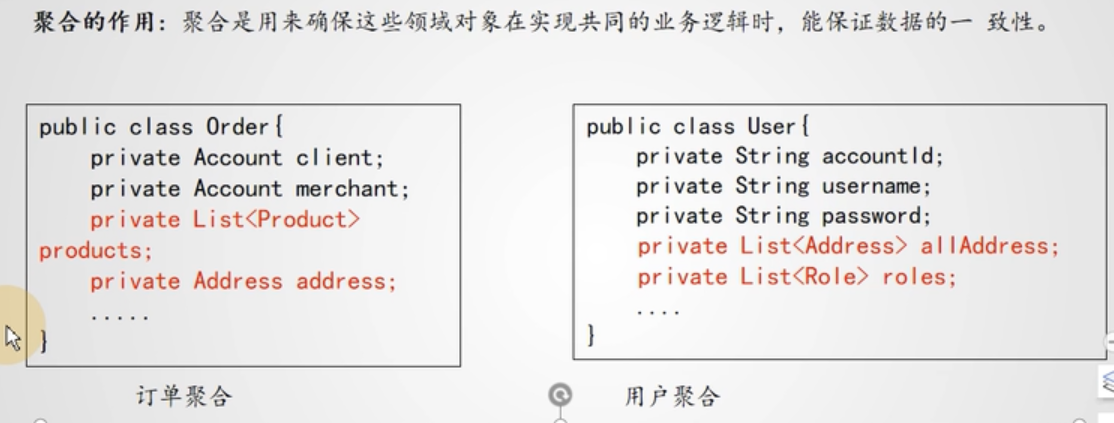 聚合的作用：聚合是用来确保这些领域对象在实现共同的业务逻辑时，能保证数据的一 致性。
public class Order{
private Account client;
private Account merchant;
private List<Product>
products;
private Address address;
.....
}
订单聚合
public class User{
private String accountId;
private String username;
private String password;
private List<Address> allAddress;
private List<Role> roles;
....
}
用户聚合